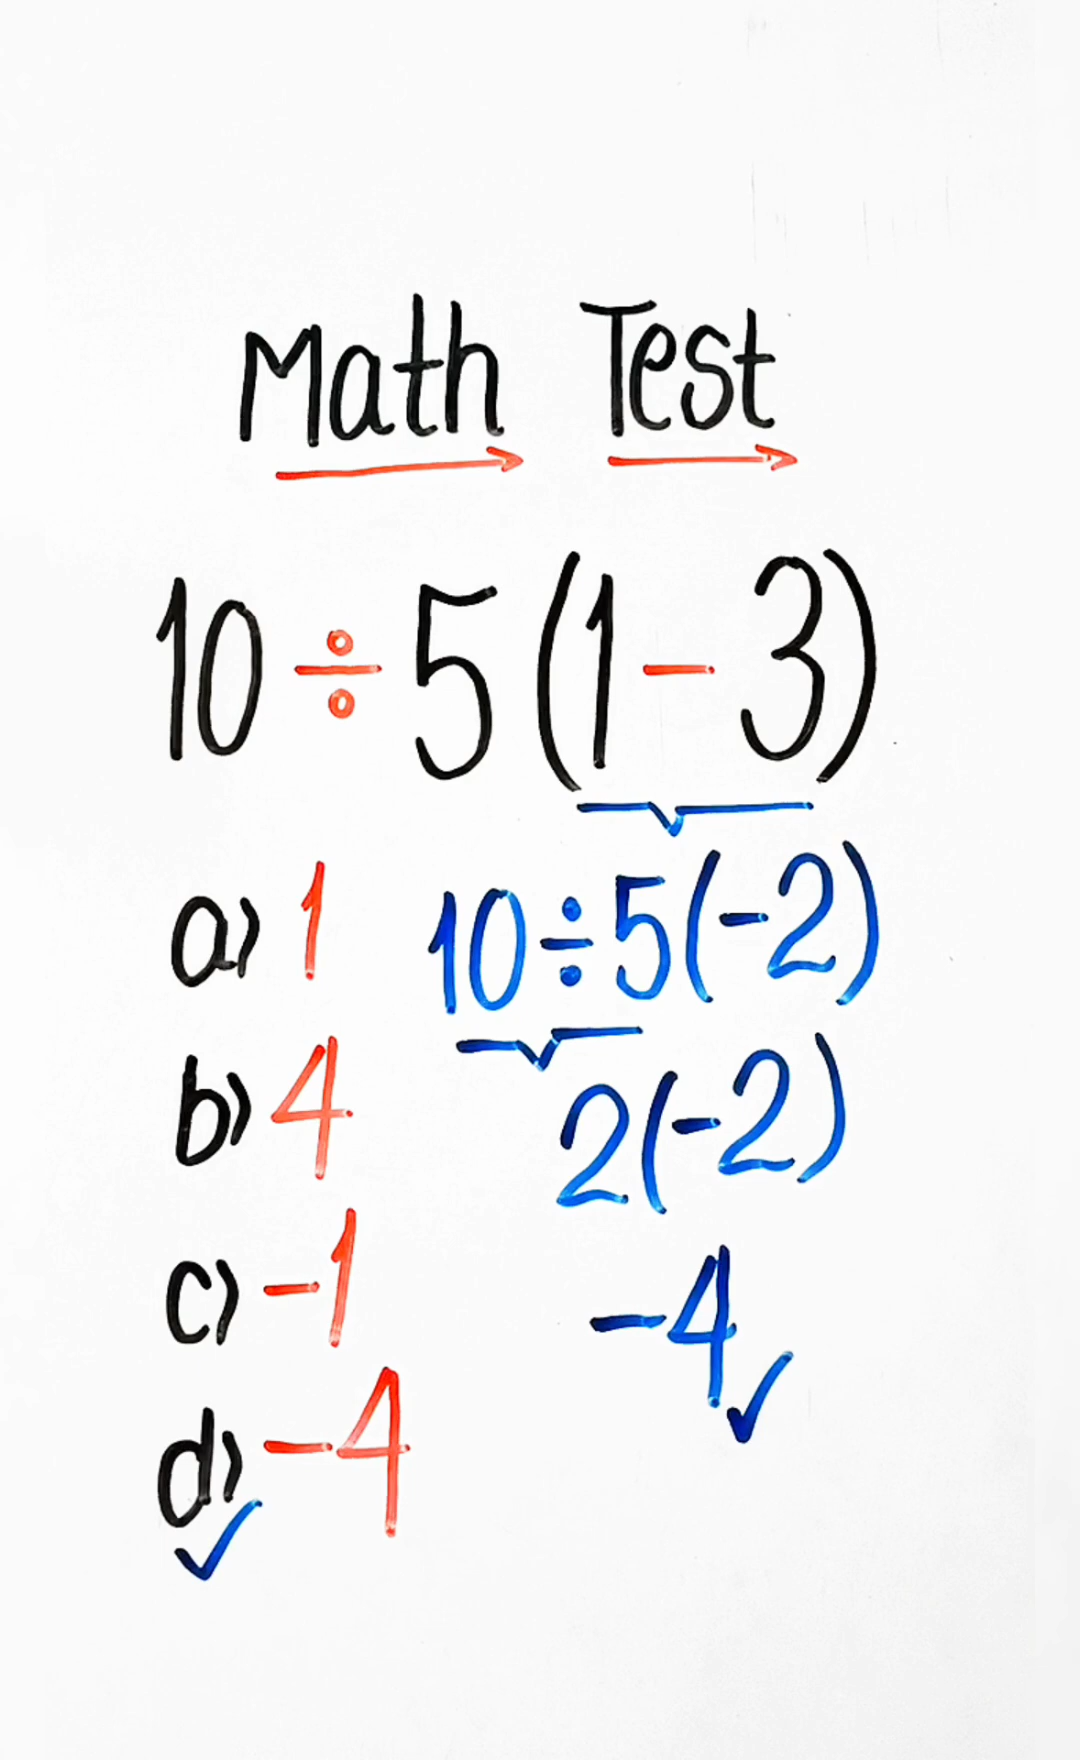 Math Test
10 ÷ 5 (1 - 3)
a) 1
10 ÷ 5 (-2)
b) 4
2 (-2)
c) -1
-4 ✓
d) -4
✓